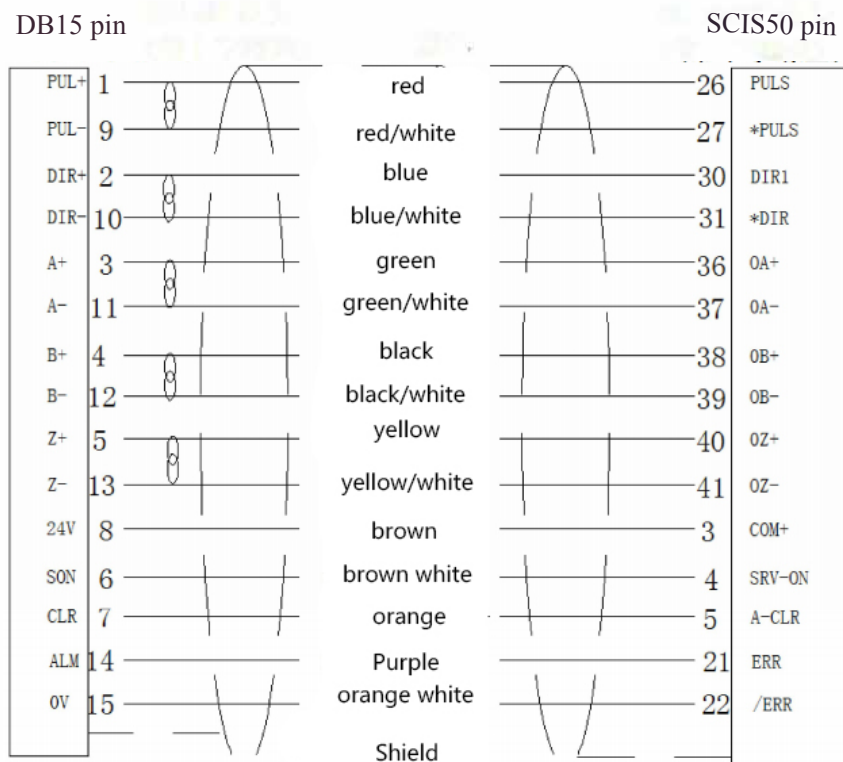 DB15 pin SCIS50 pin
PUL+ 1 red 26 PULS
PUL- 9 red/white 27 *PULS
DIR+ 2 blue 30 DIR1
DIR- 10 blue/white 31 *DIR
A+ 3 green 36 OA+
A- 11 green/white 37 OA-
B+ 4 black 38 OB+
B- 12 black/white 39 OB-
Z+ 5 yellow 40 OZ+
Z- 13 yellow/white 41 OZ-
24V 8 brown 3 COM+
SON 6 brown white 4 SRV-ON
CLR 7 orange 5 A-CLR
ALM 14 Purple 21 ERR
0V 15 orange white 22 /ERR
Shield